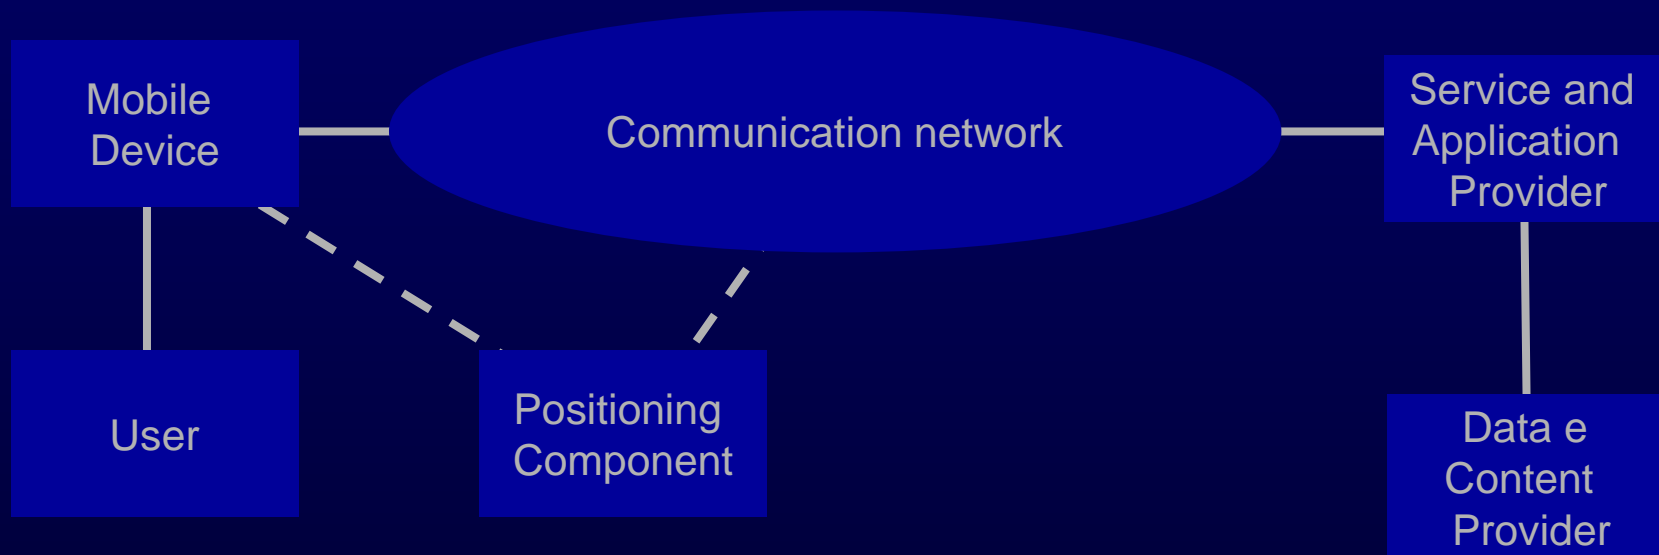 Mobile
Device
Communication network
Service and
Application
Provider
User
Positioning
Component
Data e
Content
Provider